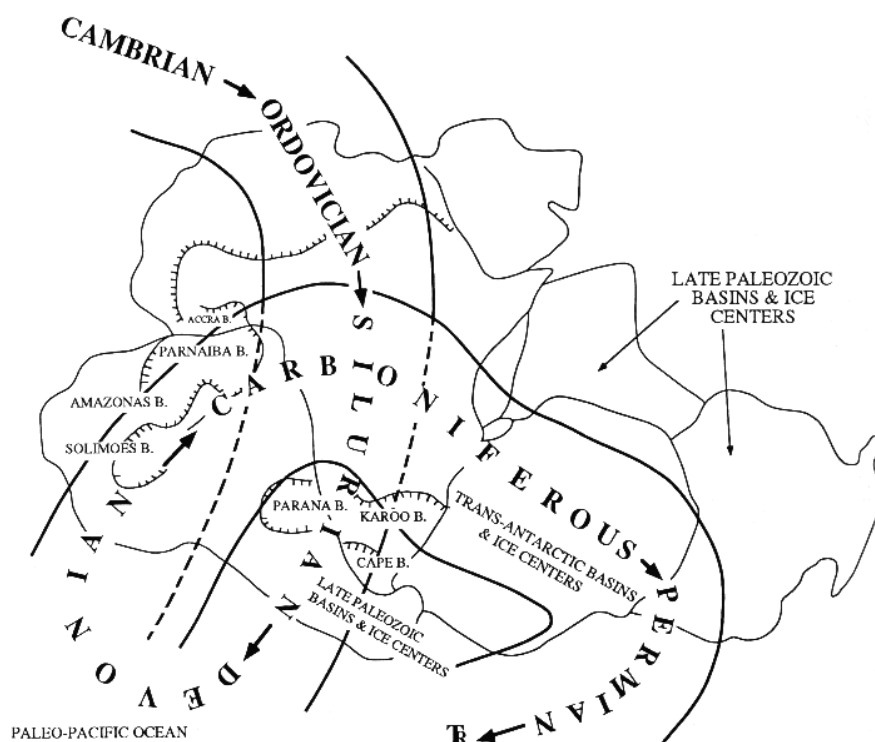 CAMBRIAN
ORDOVICIAN
SILURIAN
DEVONIAN
CARBONIFEROUS
PERMIAN
TR
LATE PALEOZOIC
BASINS & ICE
CENTERS
ACCRA B.
PARNAIBA B.
AMAZONAS B.
SOLIMOES B.
PARANA B.
KAROO B.
CAPE B.
TRANS-ANTARCTIC BASINS
& ICE CENTERS
LATE PALEOZOIC
BASINS & ICE CENTERS
PALEO-PACIFIC OCEAN